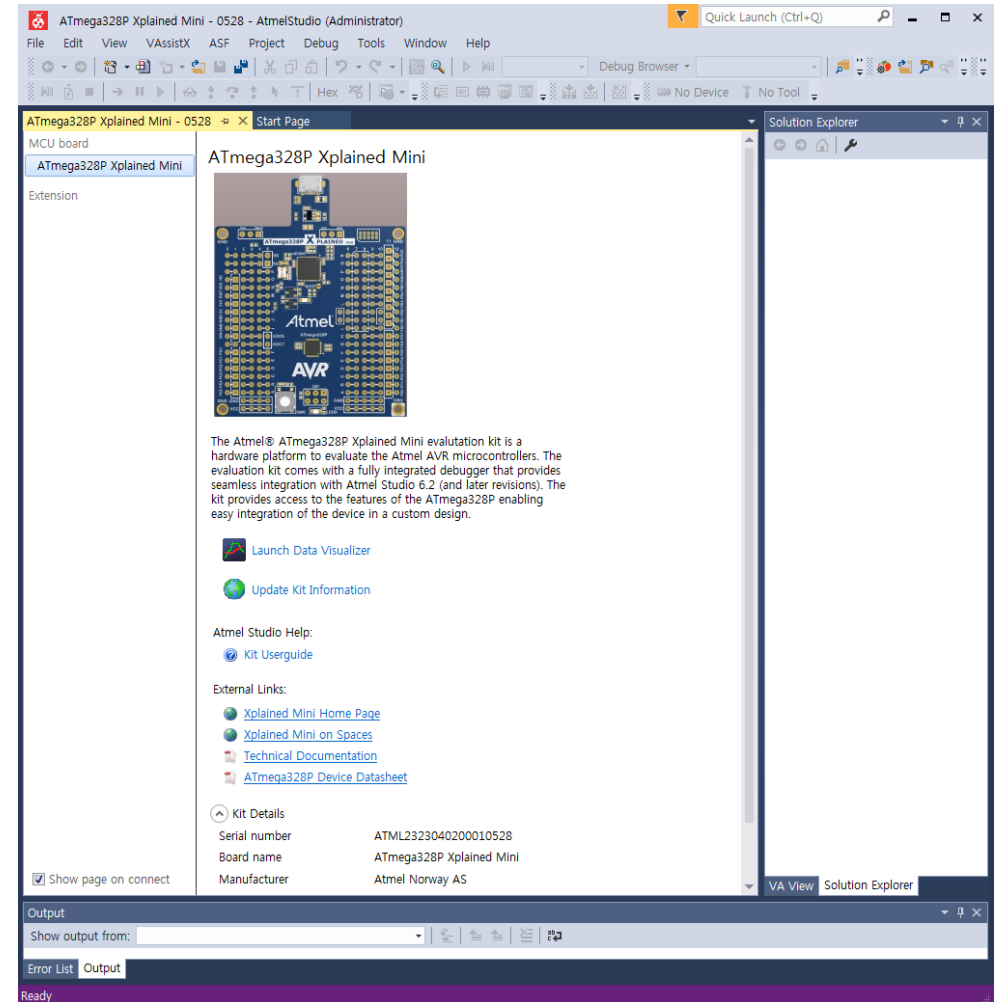 ATmega328P Xplained Mini - 0528 - AtmelStudio (Administrator)
Quick Launch (Ctrl+Q)
File Edit View VAssistX ASF Project Debug Tools Window Help
Debug Browser
Hex
No Device
No Tool
ATmega328P Xplained Mini - 0528
Start Page
MCU board
ATmega328P Xplained Mini
Extension
Show page on connect
ATmega328P Xplained Mini
ATmega328P X PLAINED
Atmel
AVR
The Atmel® ATmega328P Xplained Mini evalutation kit is a
hardware platform to evaluate the Atmel AVR microcontrollers. The
evaluation kit comes with a fully integrated debugger that provides
seamless integration with Atmel Studio 6.2 (and later revisions). The
kit provides access to the features of the ATmega328P enabling
easy integration of the device in a custom design.
Launch Data Visualizer
Update Kit Information
Atmel Studio Help:
Kit Userguide
External Links:
Xplained Mini Home Page
Xplained Mini on Spaces
Technical Documentation
ATmega328P Device Datasheet
Kit Details
Serial number ATML2323040200010528
Board name ATmega328P Xplained Mini
Manufacturer Atmel Norway AS
Solution Explorer
VA View Solution Explorer
Output
Show output from:
Error List Output
Ready